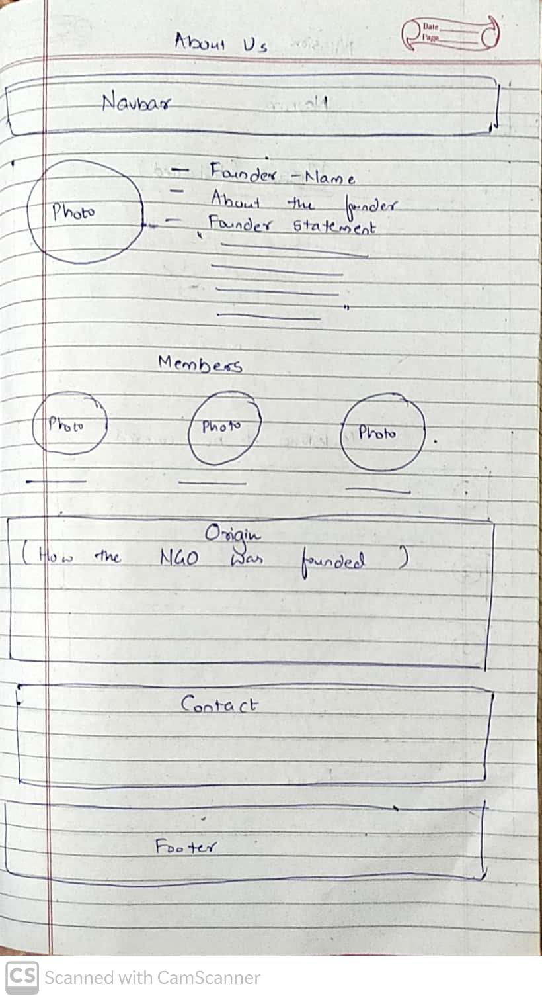 About Us
Date
Page
Navbar
Photo
– Founder – Name
– About the founder
– Founder statement
"
"
Members
Photo
Photo
Photo
Origin
(How the NGO was founded)
Contact
Footer
CS Scanned with CamScanner